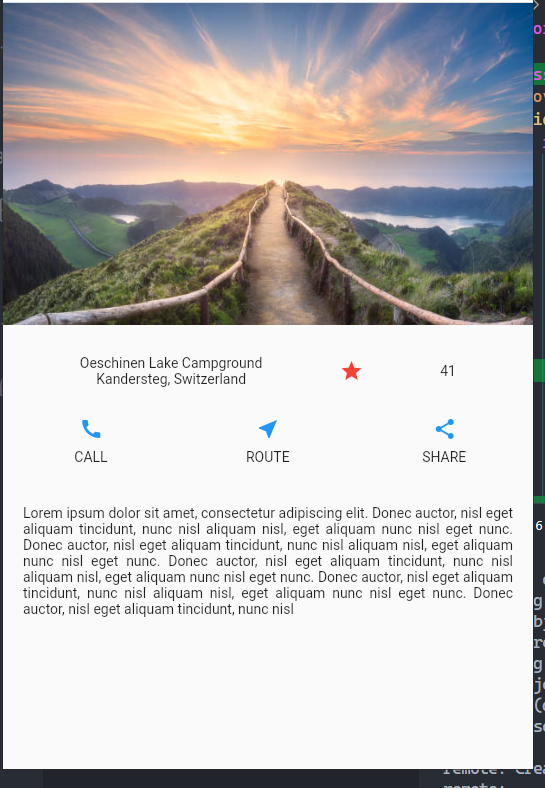 Oeschinen Lake Campground
Kandersteg, Switzerland
41
CALL
ROUTE
SHARE
Lorem ipsum dolor sit amet, consectetur adipiscing elit. Donec auctor, nisl eget
aliquam tincidunt, nunc nisl aliquam nisl, eget aliquam nunc nisl eget nunc.
Donec auctor, nisl eget aliquam tincidunt, nunc nisl aliquam nisl, eget aliquam
nunc nisl eget nunc. Donec auctor, nisl eget aliquam tincidunt, nunc nisl
aliquam nisl, eget aliquam nunc nisl eget nunc. Donec auctor, nisl eget aliquam
tincidunt, nunc nisl aliquam nisl, eget aliquam nunc nisl eget nunc. Donec
auctor, nisl eget aliquam tincidunt, nunc nisl
6
remote: